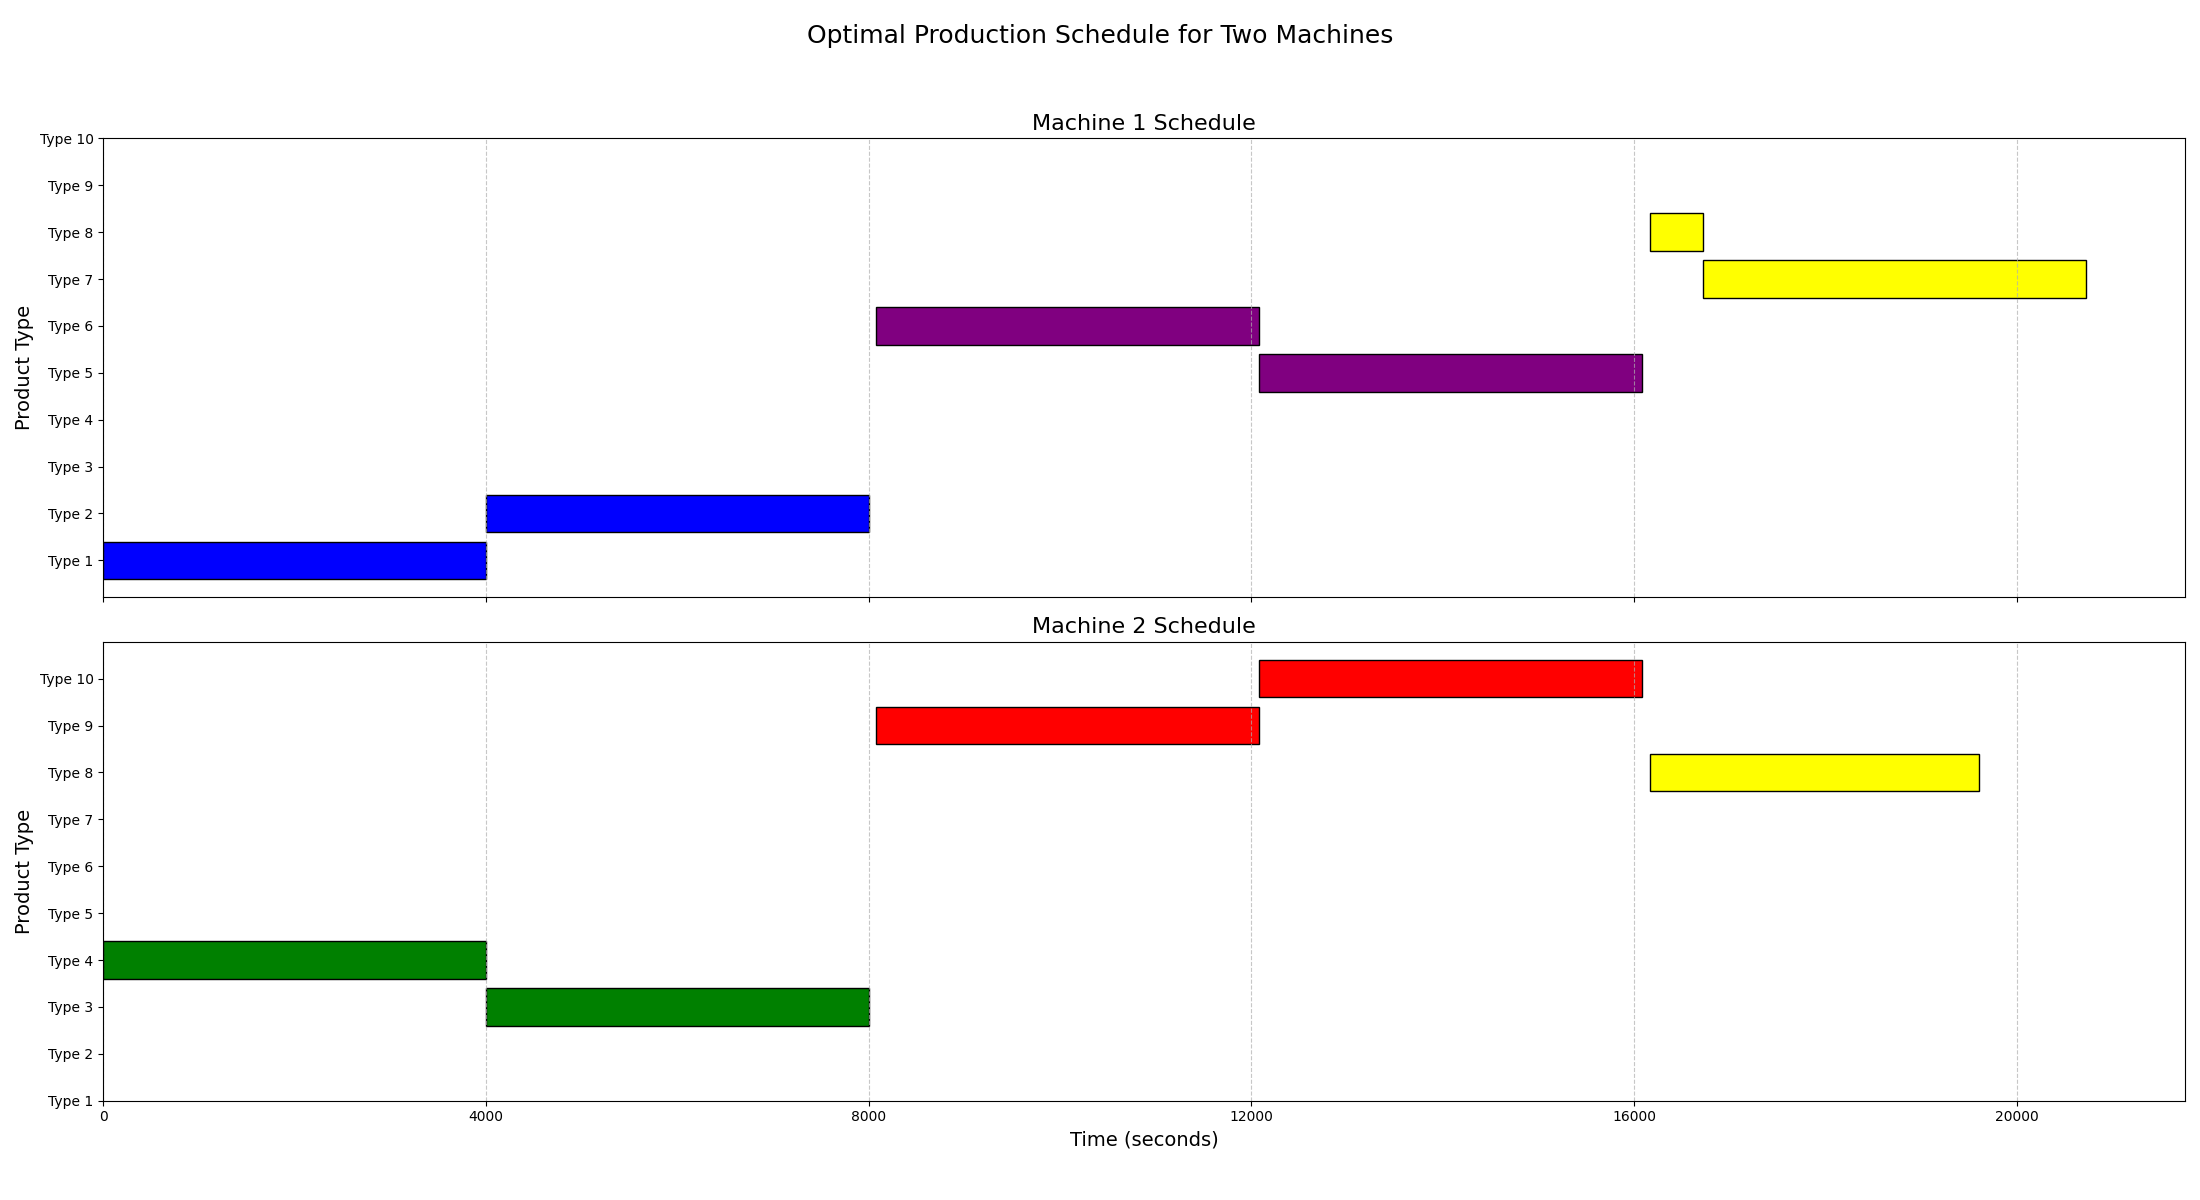 Optimal Production Schedule for Two Machines
Machine 1 Schedule
Product Type
Type 10
Type 9
Type 8
Type 7
Type 6
Type 5
Type 4
Type 3
Type 2
Type 1
Machine 2 Schedule
Product Type
Type 10
Type 9
Type 8
Type 7
Type 6
Type 5
Type 4
Type 3
Type 2
Type 1
0 4000 8000 12000 16000 20000
Time (seconds)